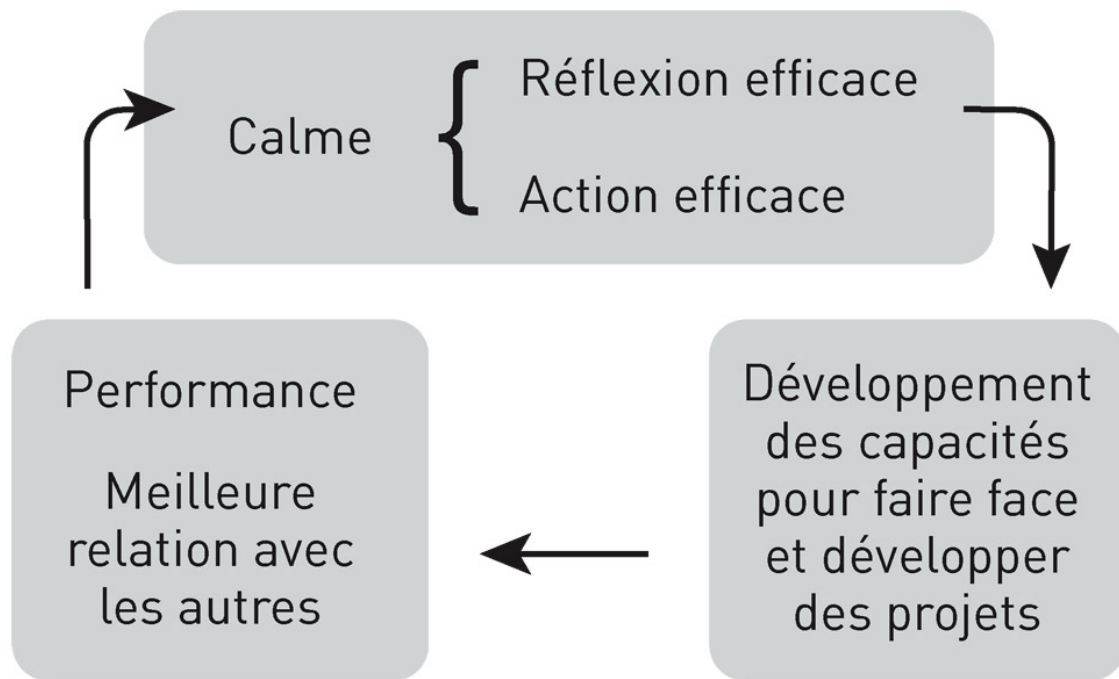 Calme
Réflexion efficace
Action efficace
Performance
Meilleure
relation avec
les autres
Développement
des capacités
pour faire face
et développer
des projets